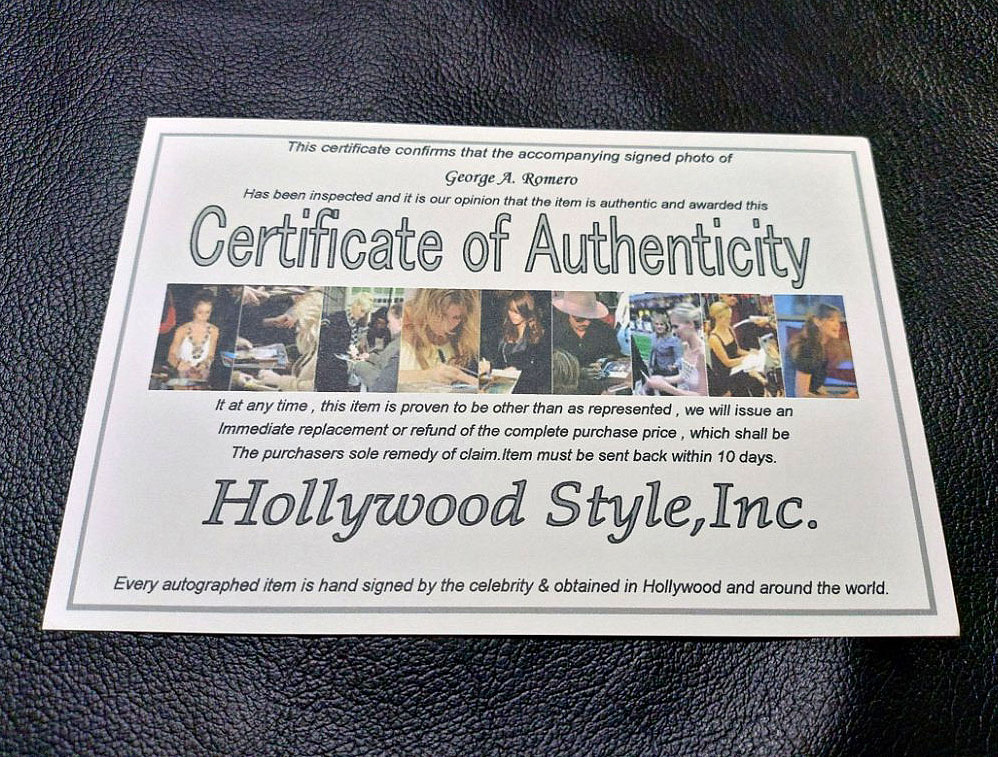 This certificate confirms that the accompanying signed photo of
George A. Romero
Has been inspected and it is our opinion that the item is authentic and awarded this
Certificate of Authenticity
It at any time , this item is proven to be other than as represented , we will issue an
Immediate replacement or refund of the complete purchase price , which shall be
The purchasers sole remedy of claim.Item must be sent back within 10 days.
Hollywood Style,Inc.
Every autographed item is hand signed by the celebrity & obtained in Hollywood and around the world.